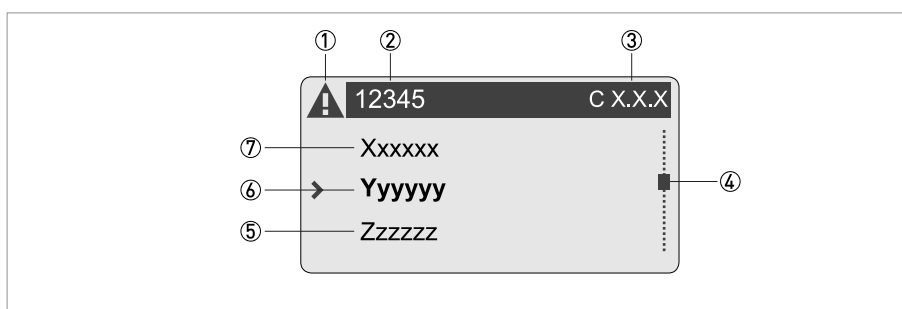 ① ② ③
12345 C X.X.X
⑦ Xxxxxx
⑥ Yyyyyy ④
⑤ Zzzzzz